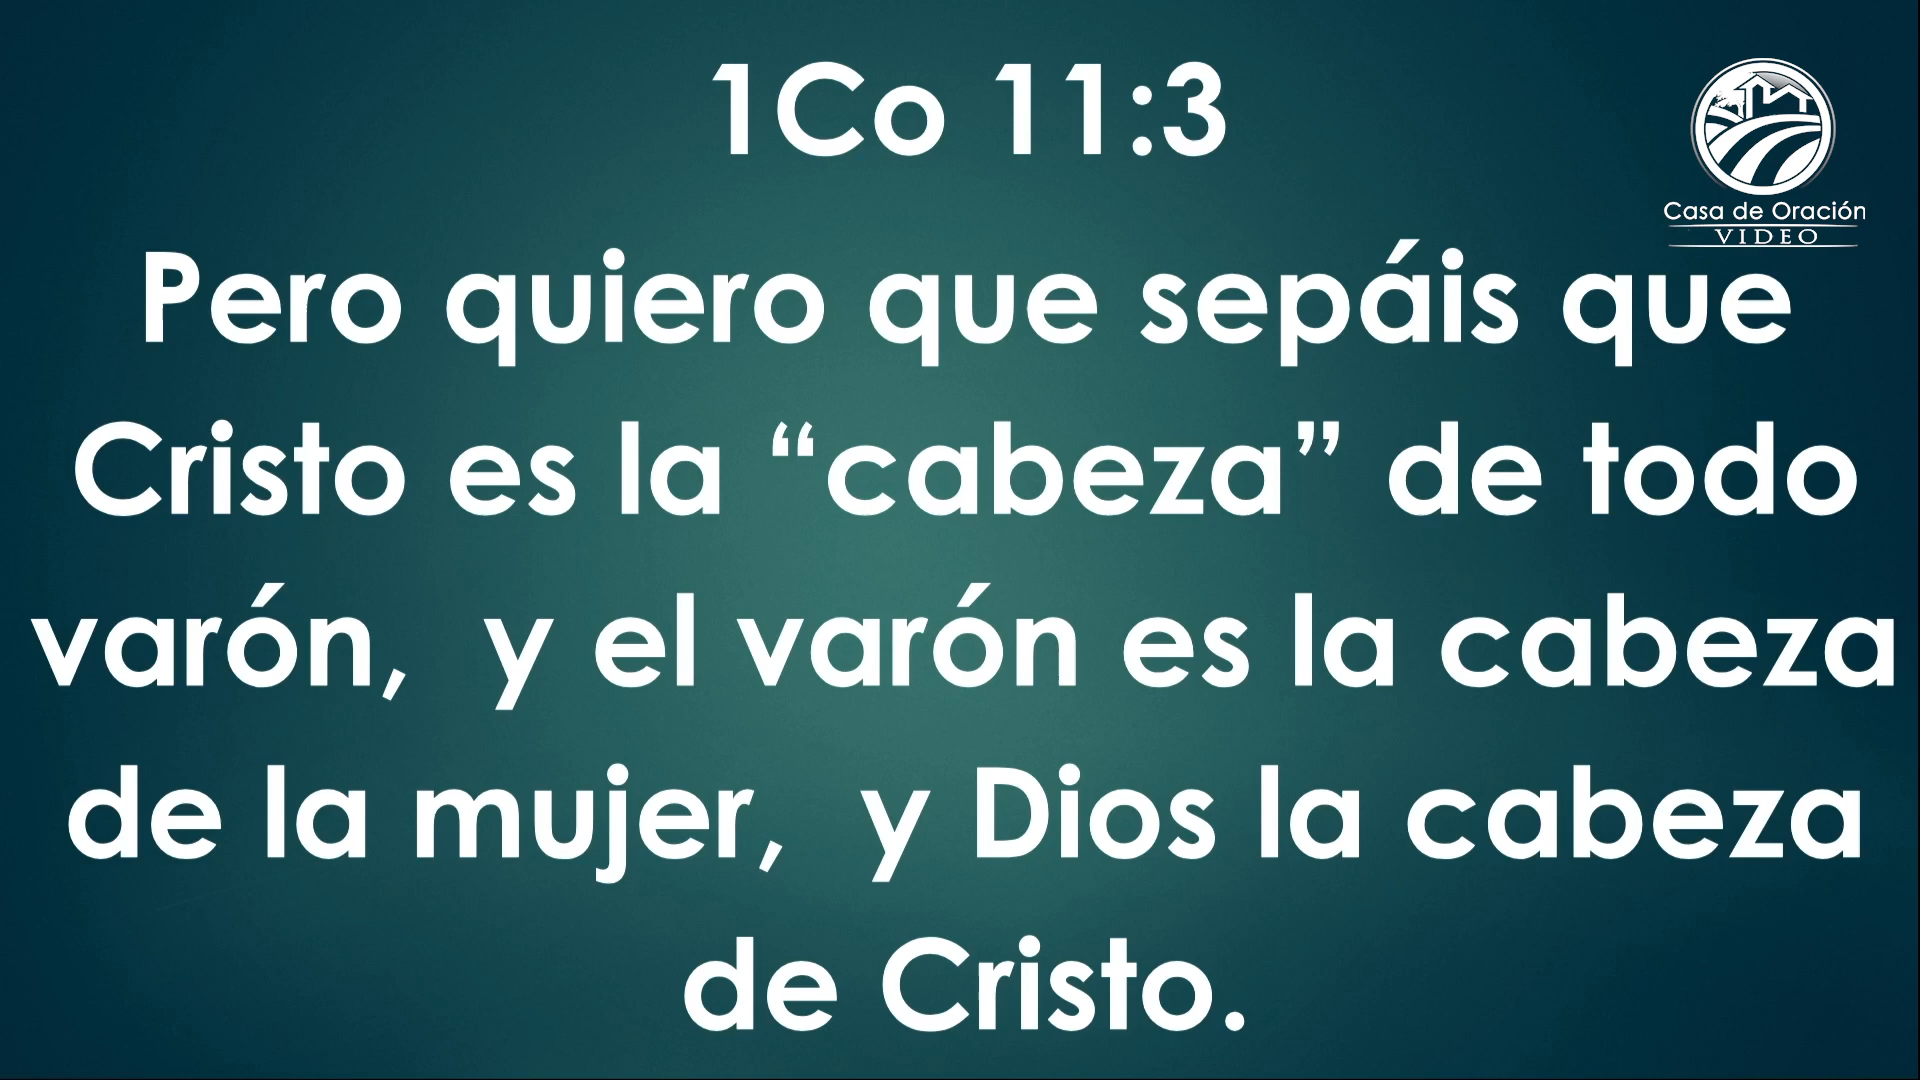 1Co 11:3
Casa de Oración
VIDEO
Pero quiero que sepáis que
Cristo es la “cabeza” de todo
varón,  y el varón es la cabeza
de la mujer,  y Dios la cabeza
de Cristo.